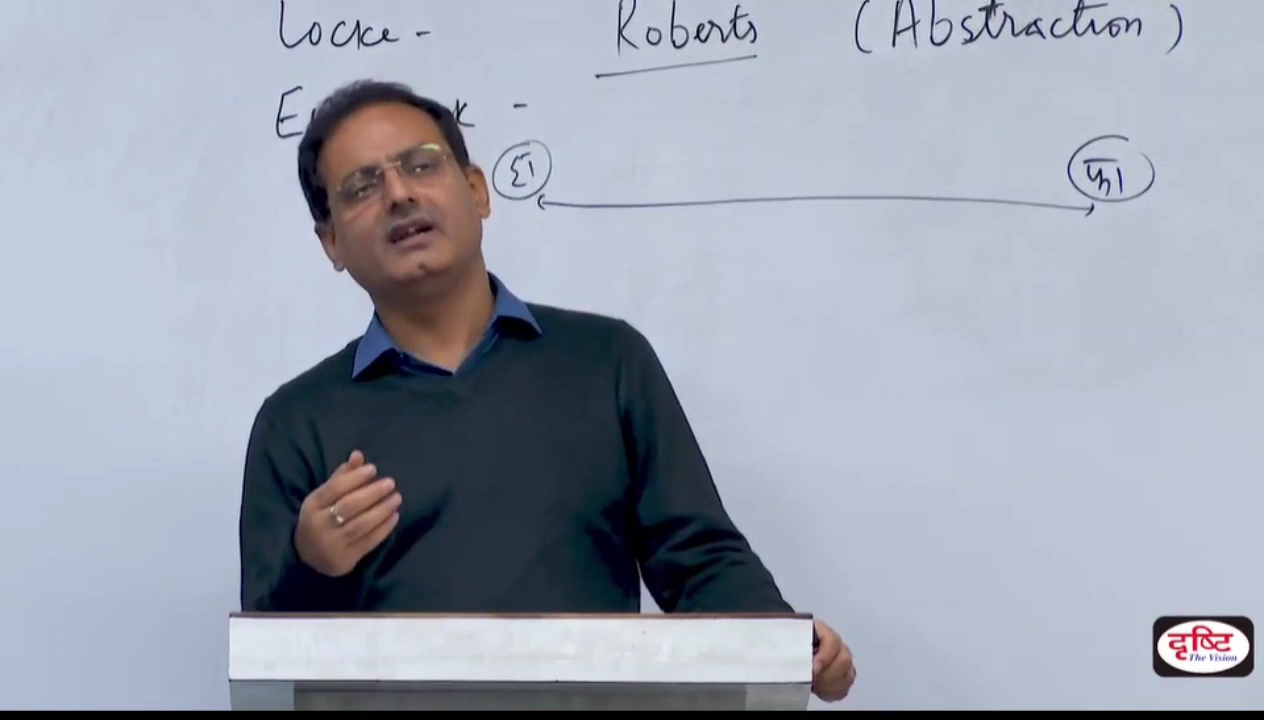 Locke - Roberts (Abstraction)
-
का
दृष्टि
The Vision